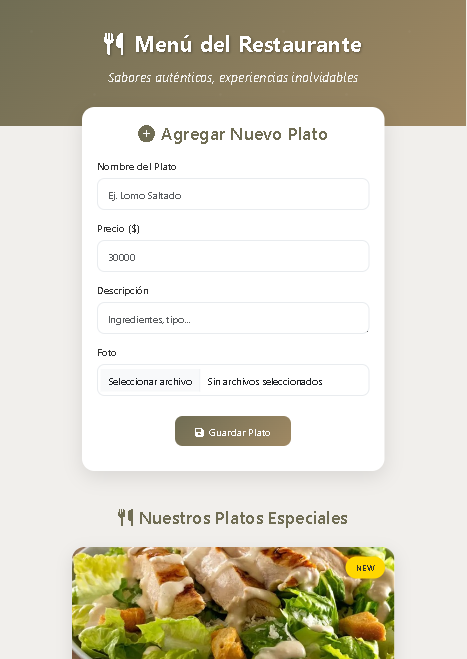 Menú del Restaurante
Sabores auténticos, experiencias inolvidables
Agregar Nuevo Plato
Nombre del Plato
Ej. Lomo Saltado
Precio ($)
30000
Descripción
Ingredientes, tipo...
Foto
Seleccionar archivo Sin archivos seleccionados
Guardar Plato
Nuestros Platos Especiales
NEW